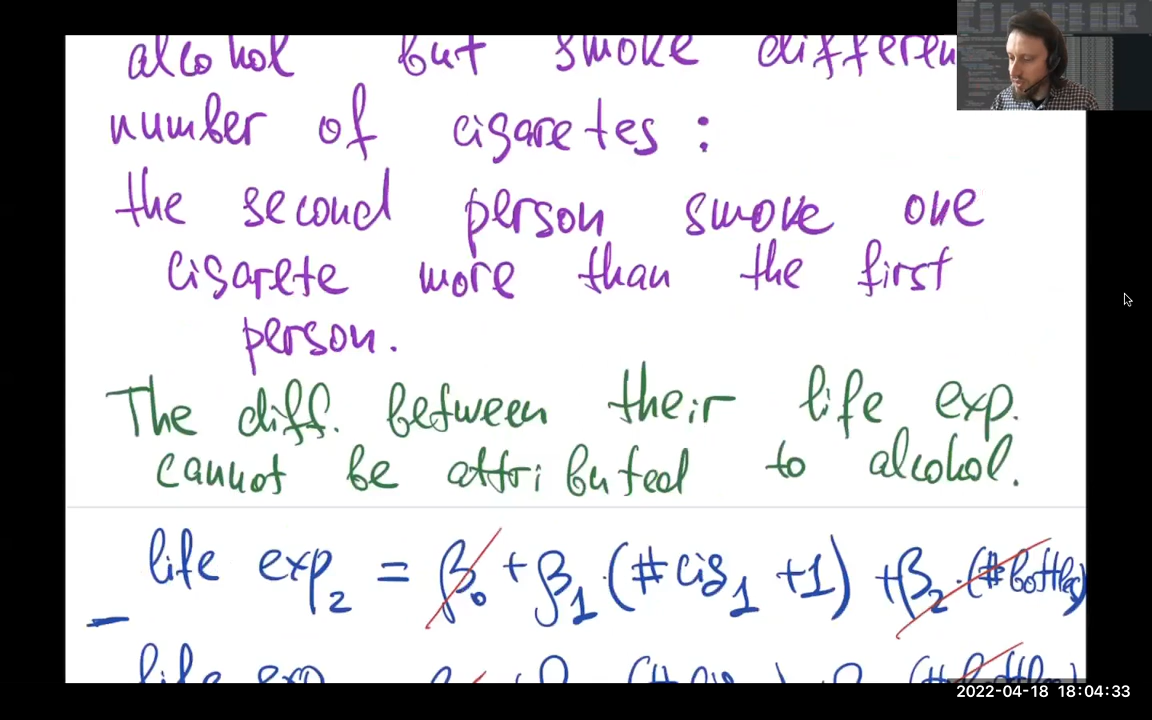 alcohol but smoke differen
number of cigaretes :
the second person smoke one
cigarete more than the first
person.
The diff. between their life exp.
cannot be attributed to alcohol.
life exp₂ = β₀ + β₁·(#cig₁ +1) + β₂·(#bottles)
life exp
2022-04-18 18:04:33